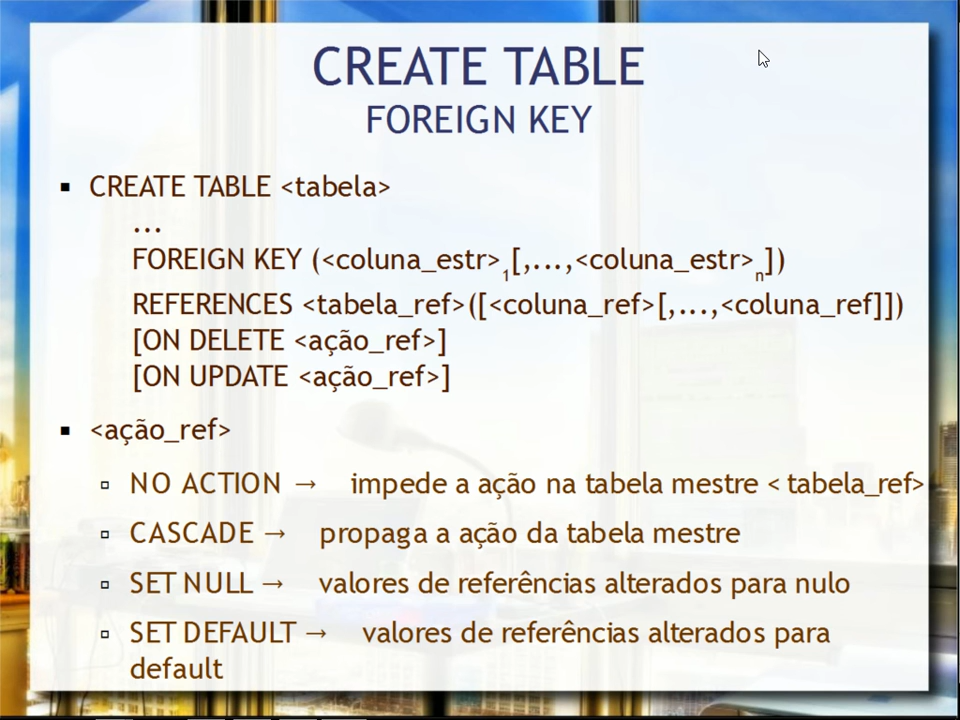 CREATE TABLE
FOREIGN KEY
▪ CREATE TABLE <tabela>
...
FOREIGN KEY (<coluna_estr>1[,...,<coluna_estr>n])
REFERENCES <tabela_ref>([<coluna_ref>[,...,<coluna_ref]])
[ON DELETE <ação_ref>]
[ON UPDATE <ação_ref>]
▪ <ação_ref>
▫ NO ACTION → impede a ação na tabela mestre < tabela_ref>
▫ CASCADE → propaga a ação da tabela mestre
▫ SET NULL → valores de referências alterados para nulo
▫ SET DEFAULT → valores de referências alterados para
default